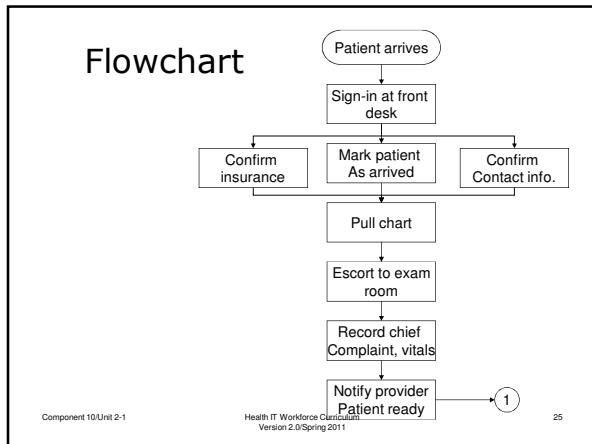 Flowchart
Patient arrives
Sign-in at front
desk
Confirm
insurance
Mark patient
As arrived
Confirm
Contact info.
Pull chart
Escort to exam
room
Record chief
Complaint, vitals
Notify provider
Patient ready
1
Component 10/Unit 2-1
Health IT Workforce Curriculum
Version 2.0/Spring 2011
25